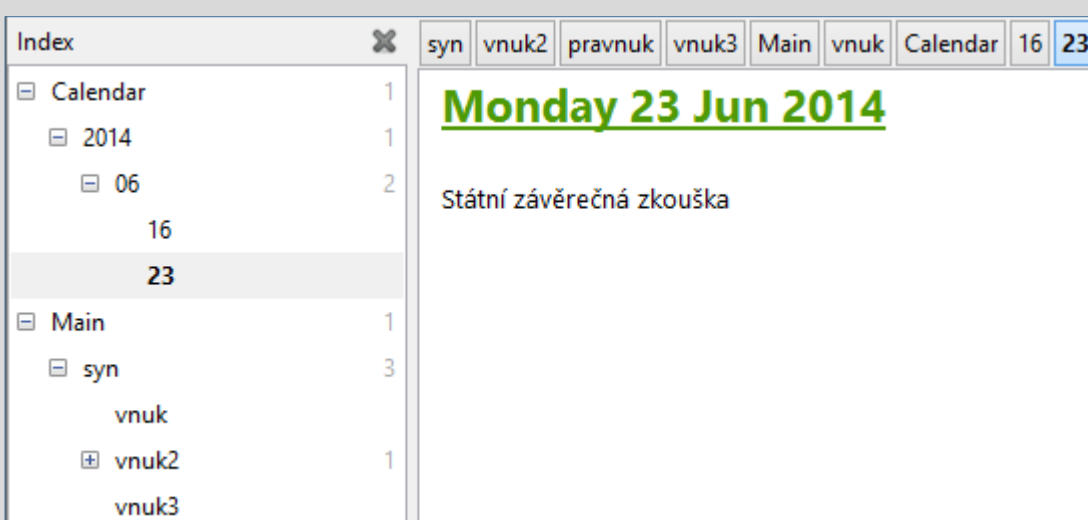 Index
syn vnuk2 pravnuk vnuk3 Main vnuk Calendar 16 23
Calendar 1
2014 1
06 2
16
23
Main 1
syn 3
vnuk
vnuk2 1
vnuk3
Monday 23 Jun 2014
Státní závěrečná zkouška